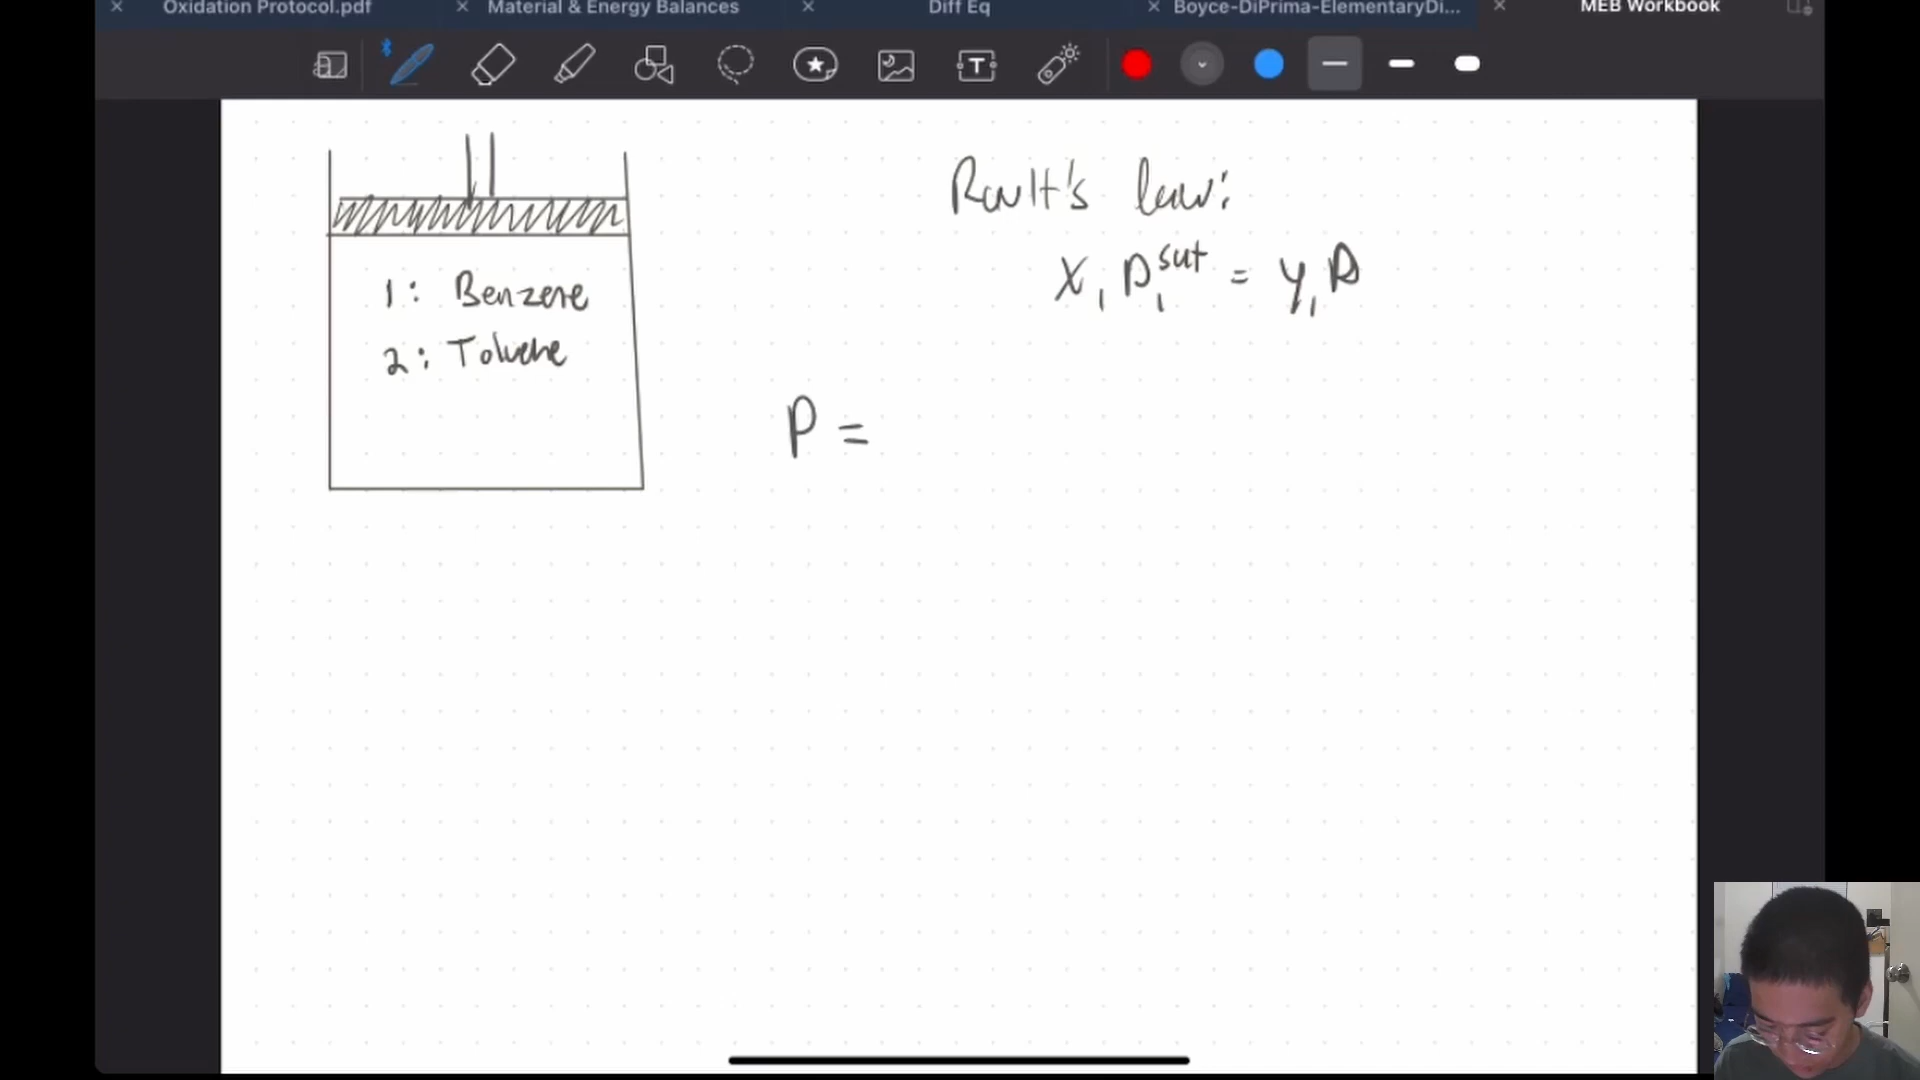 Oxidation Protocol.pdf
Material & Energy Balances
Diff Eq
Boyce-DiPrima-ElementaryDi...
MEB Workbook
T
Roult's law:
x₁ P₁ˢᵃᵗ = y₁ P
1: Benzene
2: Toluene
P =